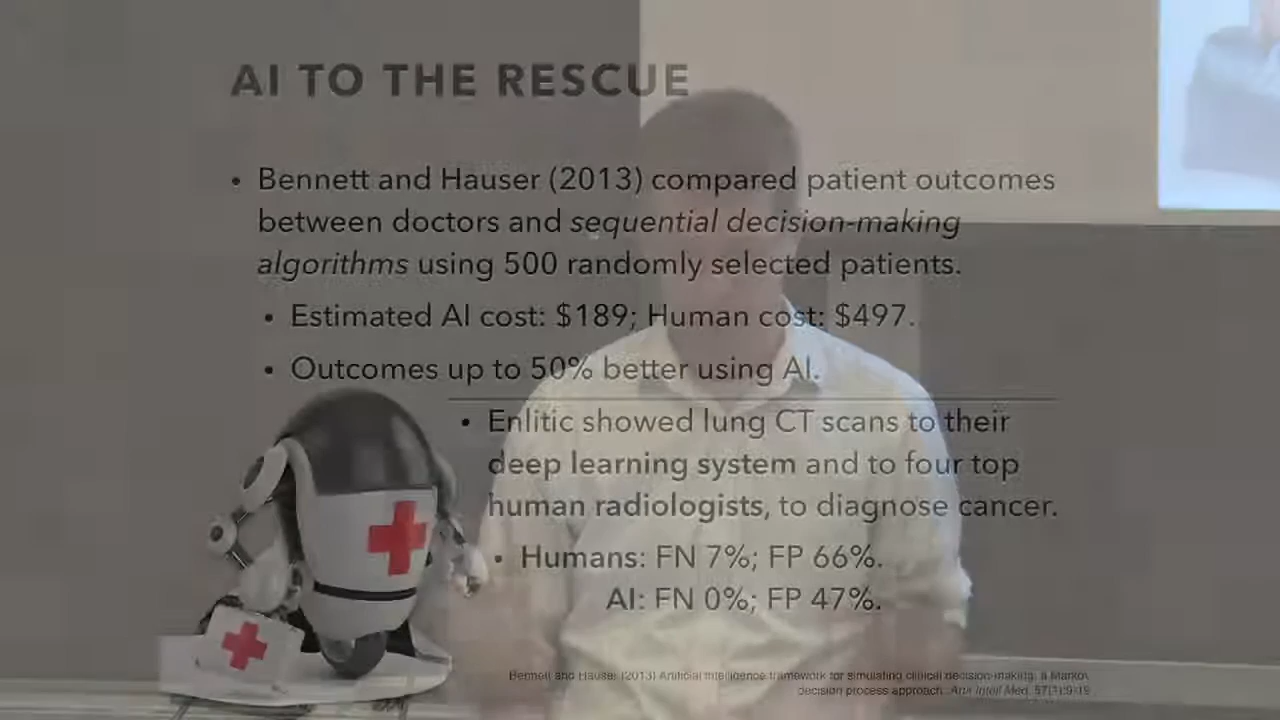 AI TO THE RESCUE
• Bennett and Hauser (2013) compared patient outcomes
between doctors and sequential decision-making
algorithms using 500 randomly selected patients.
• Estimated AI cost: $189; Human cost: $497.
• Outcomes up to 50% better using AI.
• Enlitic showed lung CT scans to their
deep learning system and to four top
human radiologists, to diagnose cancer.
• Humans: FN 7%; FP 66%.
AI: FN 0%; FP 47%.
Bennett and Hauser (2013) Artificial intelligence framework for simulating clinical decision-making: a Markov
decision process approach. Artif Intell Med. 57(1):9-19